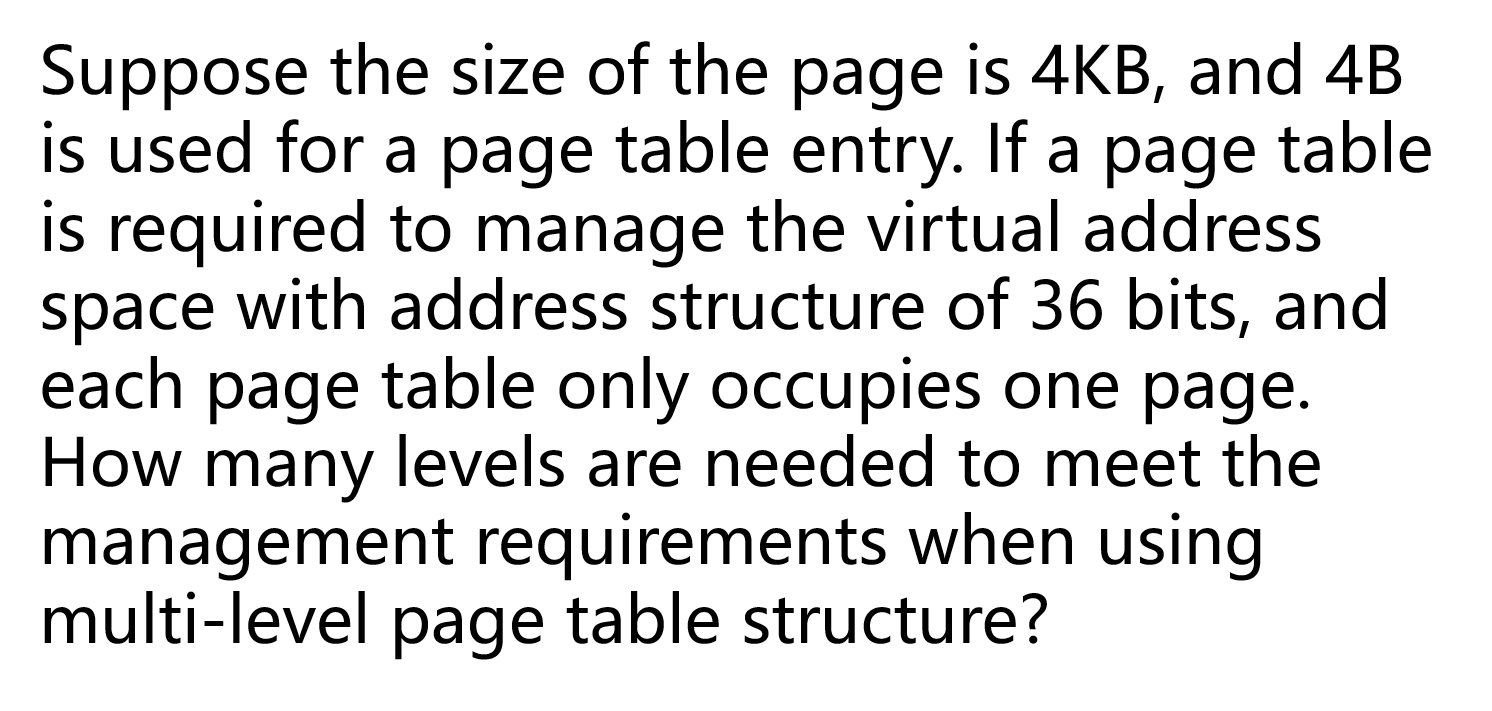 Suppose the size of the page is 4KB, and 4B
is used for a page table entry. If a page table
is required to manage the virtual address
space with address structure of 36 bits, and
each page table only occupies one page.
How many levels are needed to meet the
management requirements when using
multi-level page table structure?